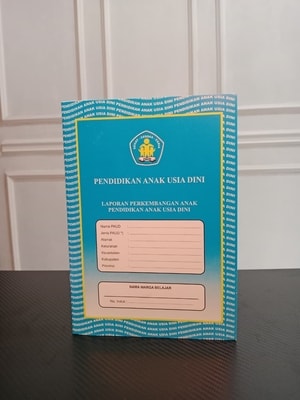 PENDIDIKAN ANAK USIA DINI
LAPORAN PERKEMBANGAN ANAK
PENDIDIKAN ANAK USIA DINI
Nama PAUD :
Jenis PAUD *) :
Alamat :
Kelurahan :
Kecamatan :
Kabupaten :
Provinsi :
NAMA WARGA BELAJAR
No. Induk :